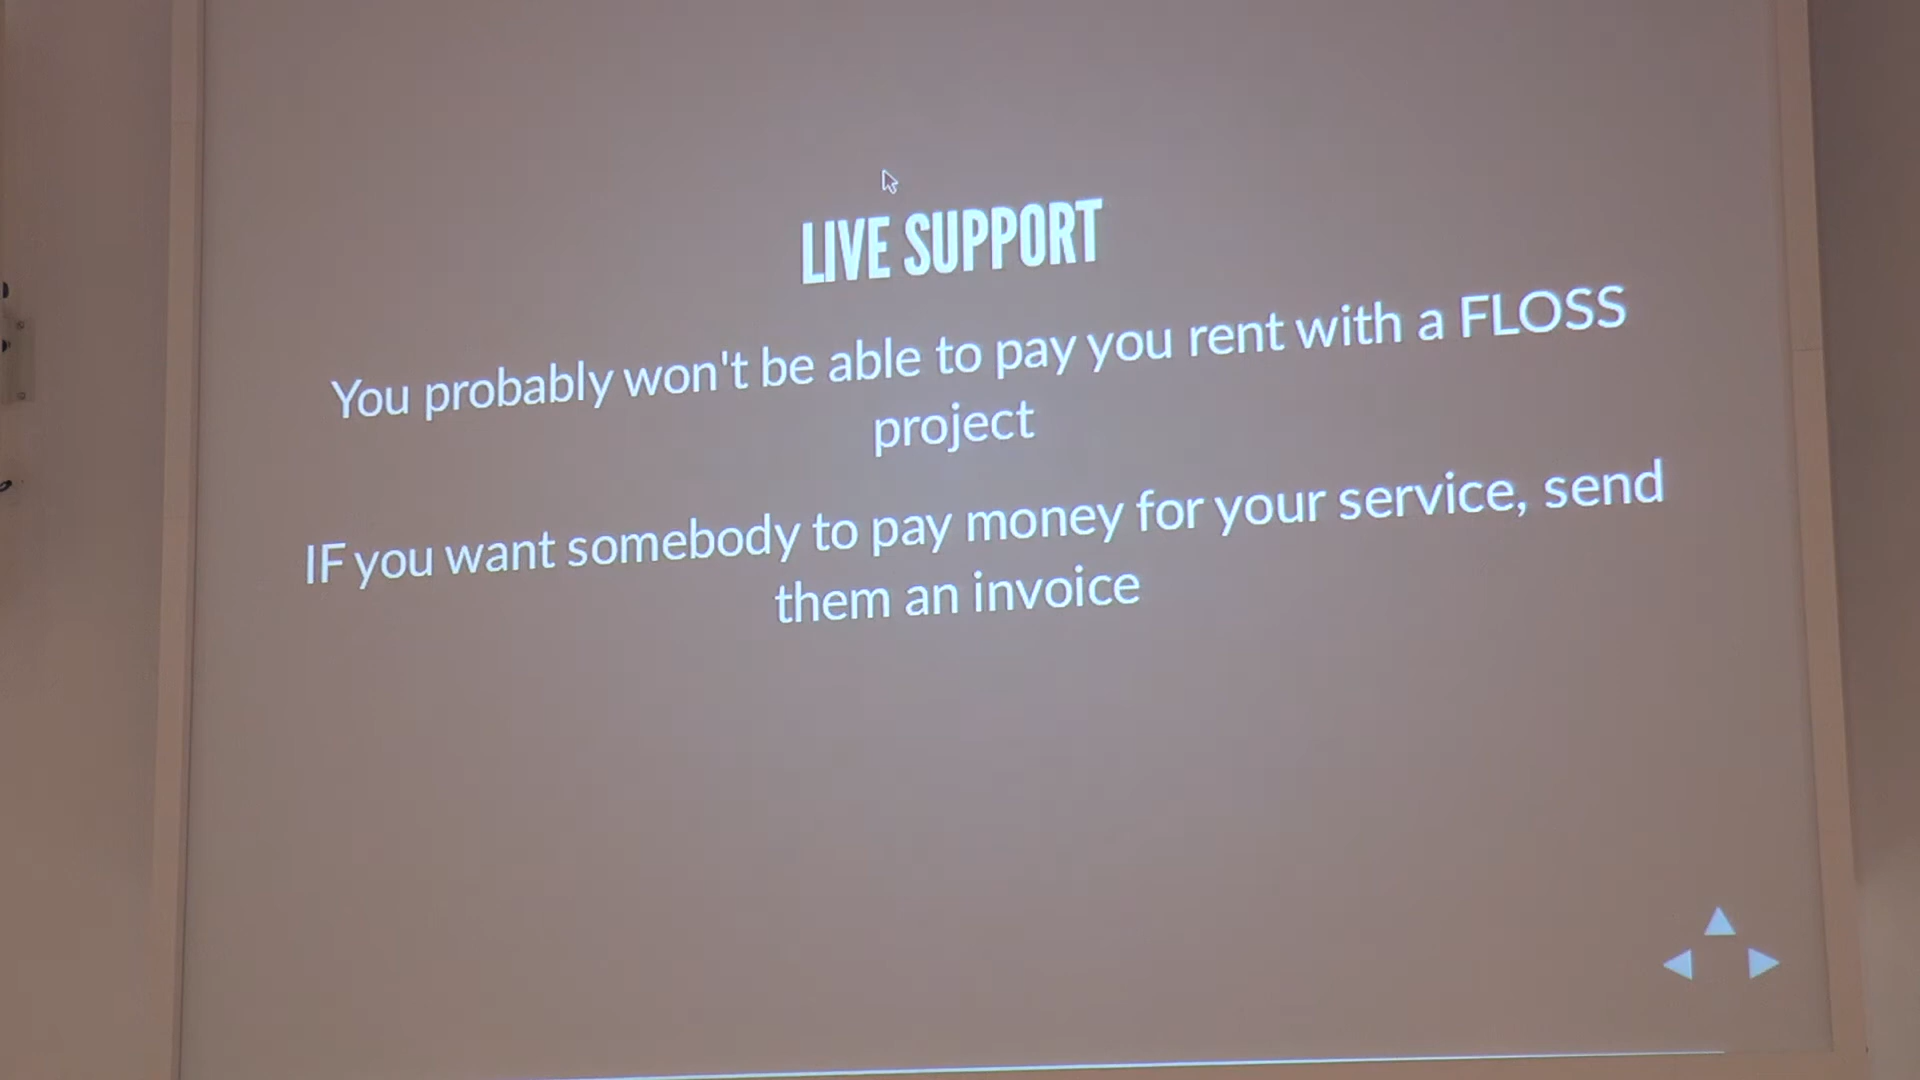 LIVE SUPPORT
You probably won't be able to pay you rent with a FLOSS
project
IF you want somebody to pay money for your service, send
them an invoice